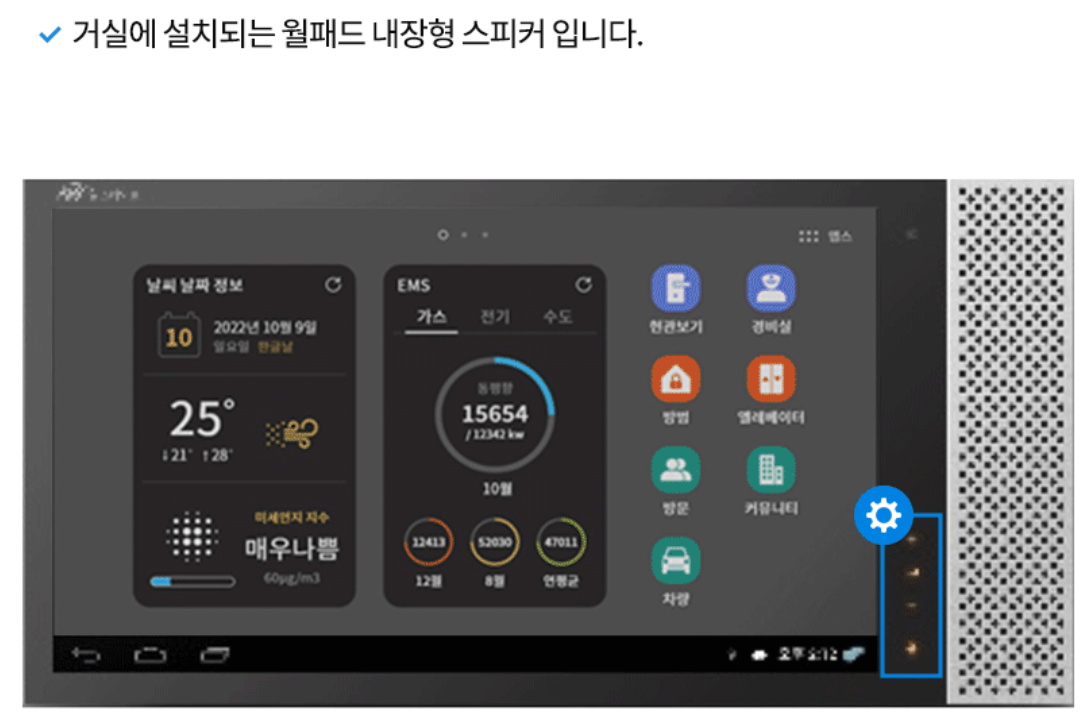 거실에 설치되는 월패드 내장형 스피커 입니다.
앱스
날씨 날짜 정보
10
2022년 10월 9일
일요일 한글날
25°
↓21° ↑28°
미세먼지 지수
매우나쁨
60µg/m3
EMS
가스 전기 수도
동평량
15654
/ 12342 kw
10월
12413 52030 47011
12월 8월 연평균
현관보기 경비실
방범 엘레베이터
방문 커뮤니티
차량
오후